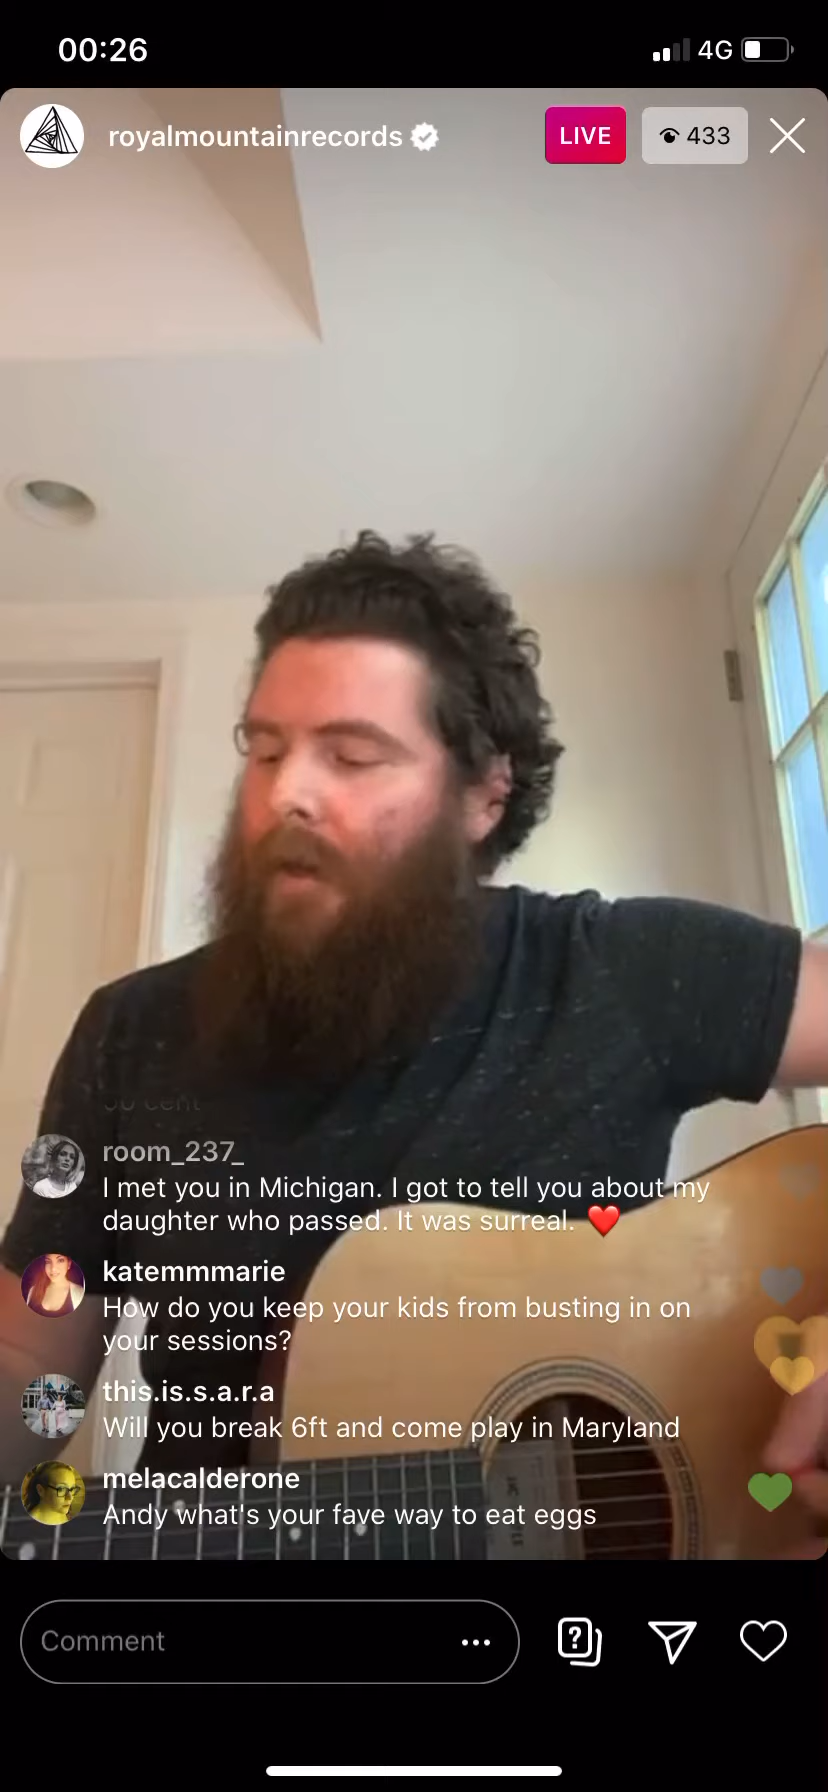 00:26
4G
royalmountainrecords
LIVE
433
room_237_
I met you in Michigan. I got to tell you about my
daughter who passed. It was surreal. ❤️
katemmmarie
How do you keep your kids from busting in on
your sessions?
this.is.s.a.r.a
Will you break 6ft and come play in Maryland
melacalderone
Andy what's your fave way to eat eggs
Comment